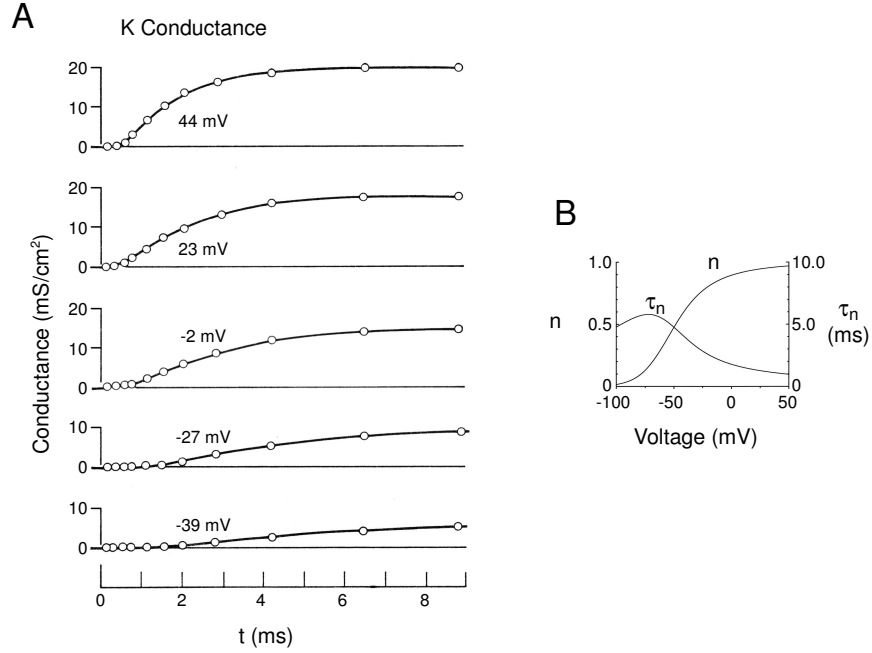 A
K Conductance
20
10
0
44 mV
20
10
0
23 mV
20
10
0
-2 mV
10
0
-27 mV
10
0
-39 mV
Conductance (mS/cm²)
0 2 4 6 8
t (ms)
B
1.0
0.5
0
n
n
τn
10.0
5.0
0
τn
(ms)
-100 -50 0 50
Voltage (mV)